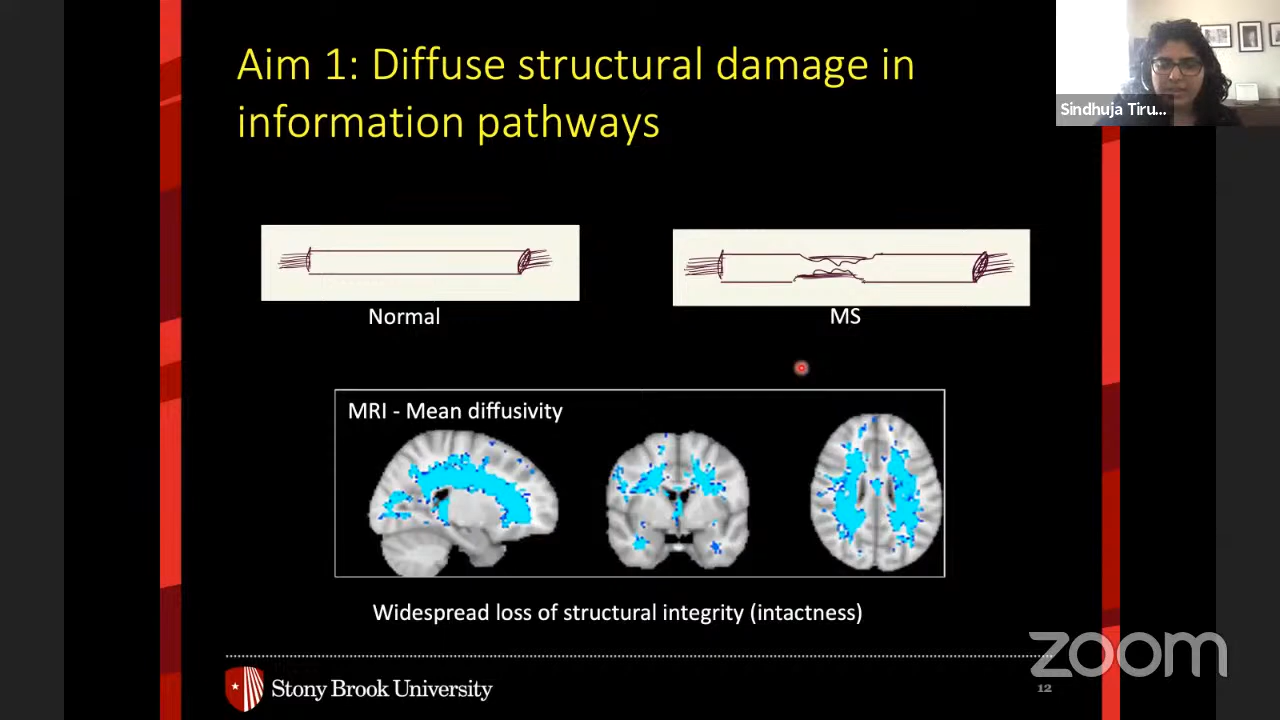 Aim 1: Diffuse structural damage in
information pathways
Sindhuja Tiru...
Normal
MS
MRI - Mean diffusivity
Widespread loss of structural integrity (intactness)
Stony Brook University
zoom
12